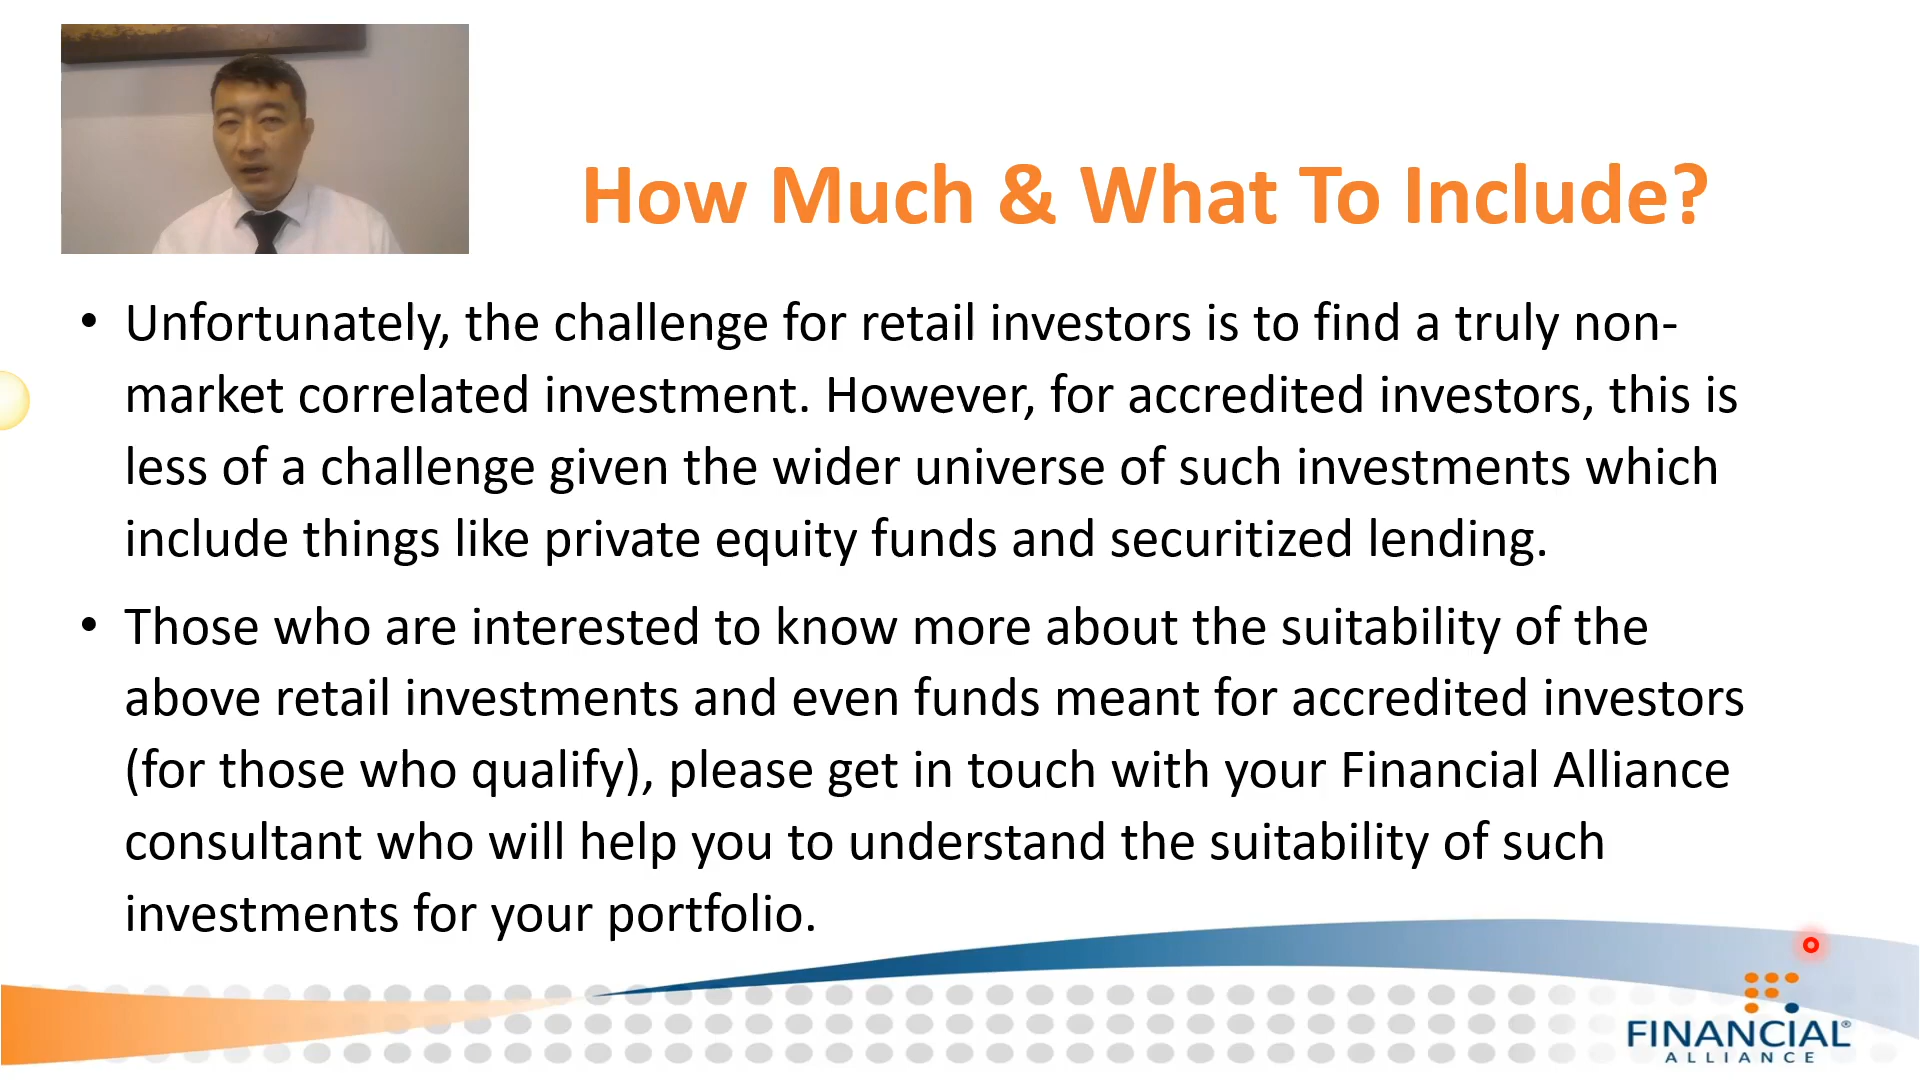 How Much & What To Include?
• Unfortunately, the challenge for retail investors is to find a truly non-
market correlated investment. However, for accredited investors, this is
less of a challenge given the wider universe of such investments which
include things like private equity funds and securitized lending.
• Those who are interested to know more about the suitability of the
above retail investments and even funds meant for accredited investors
(for those who qualify), please get in touch with your Financial Alliance
consultant who will help you to understand the suitability of such
investments for your portfolio.
FINANCIAL®
ALLIANCE